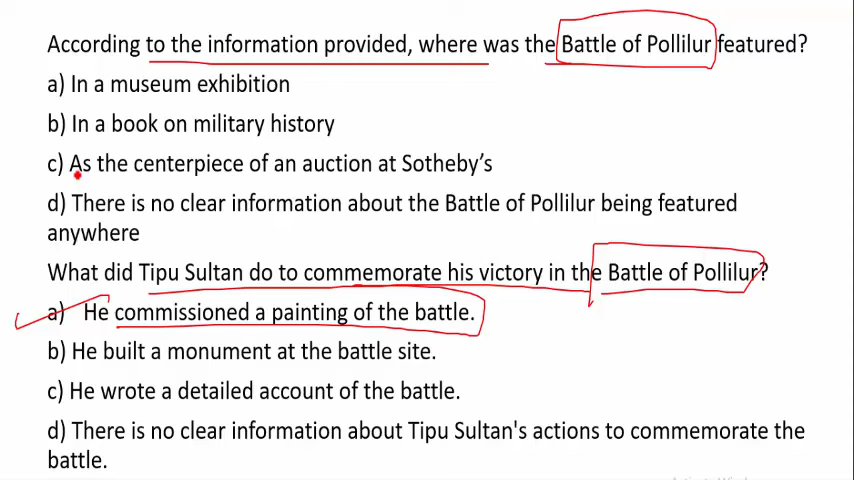 According to the information provided, where was the Battle of Pollilur featured?
a) In a museum exhibition
b) In a book on military history
c) As the centerpiece of an auction at Sotheby's
d) There is no clear information about the Battle of Pollilur being featured
anywhere
What did Tipu Sultan do to commemorate his victory in the Battle of Pollilur?
a) He commissioned a painting of the battle.
b) He built a monument at the battle site.
c) He wrote a detailed account of the battle.
d) There is no clear information about Tipu Sultan's actions to commemorate the
battle.